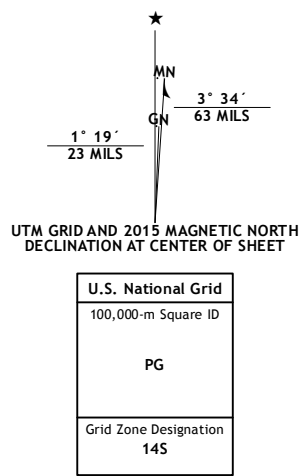 ★
MN
GN
3° 34´
63 MILS
1° 19´
23 MILS
UTM GRID AND 2015 MAGNETIC NORTH
DECLINATION AT CENTER OF SHEET
U.S. National Grid
100,000-m Square ID
PG
Grid Zone Designation
14S